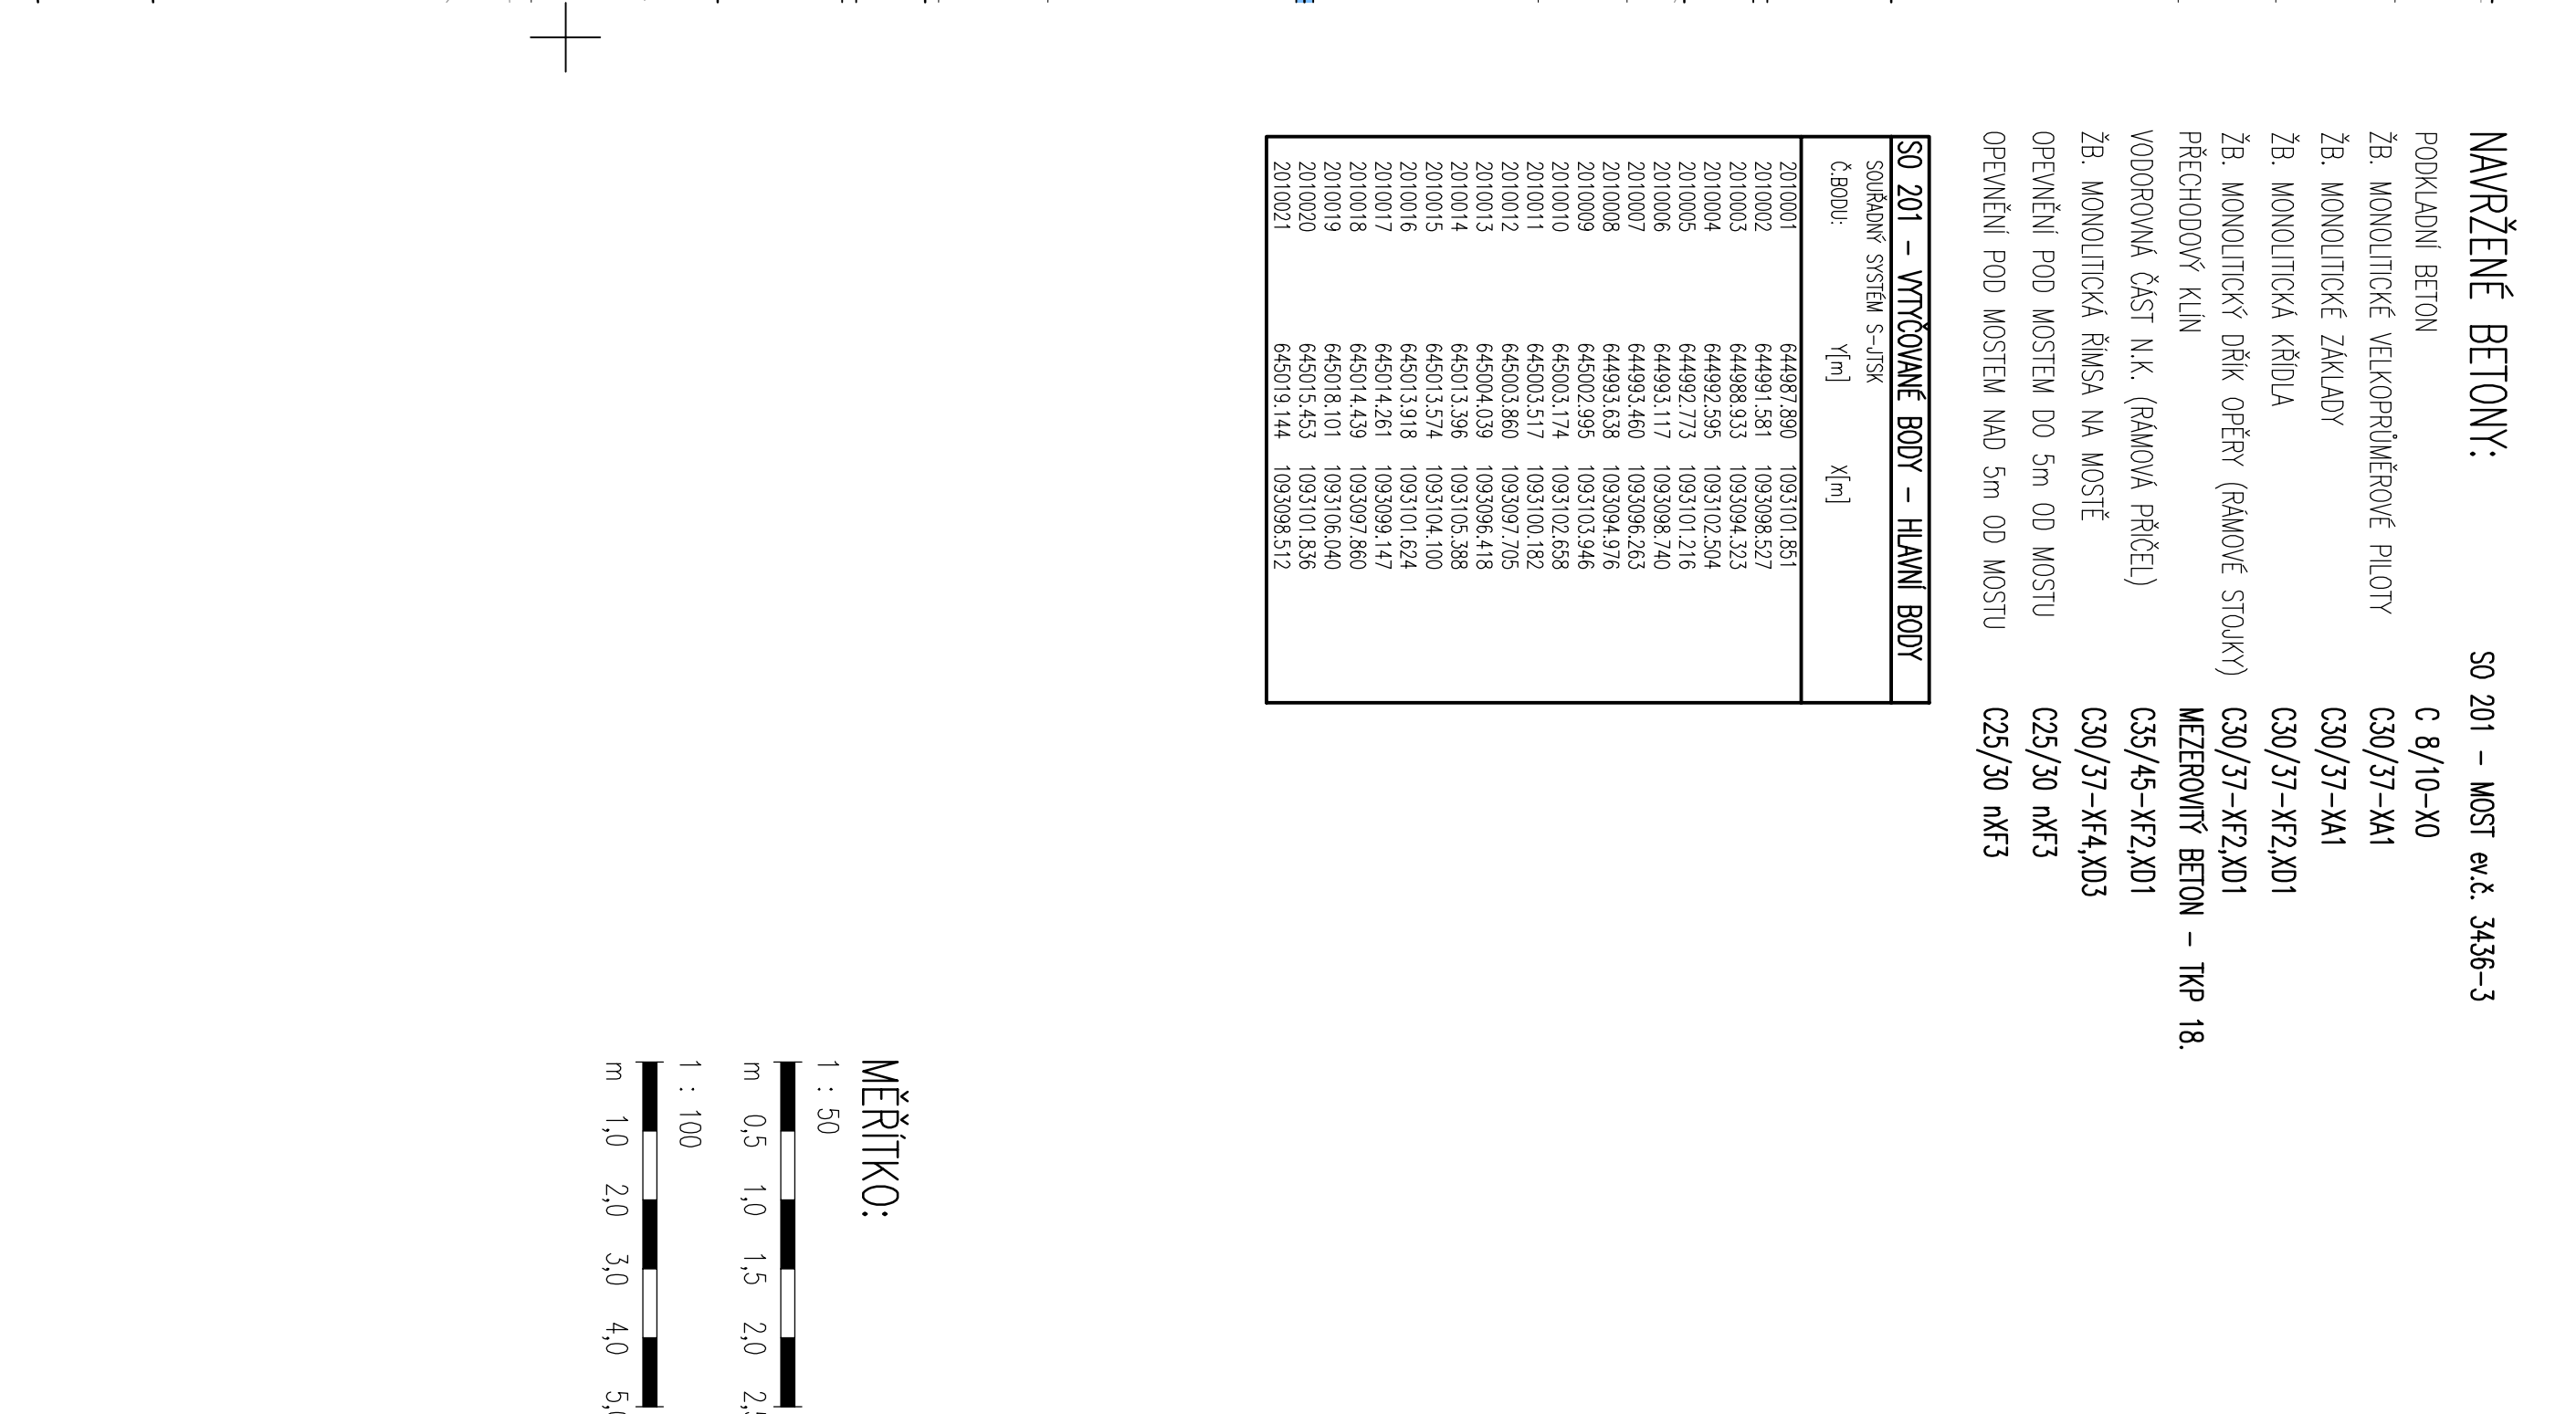 NAVRŽENÉ BETONY: SO 201 - MOST ev.č. 3436-3
PODKLADNÍ BETON C 8/10-X0
ŽB. MONOLITICKÉ VELKOPRŮMĚROVÉ PILOTY C30/37-XA1
ŽB. MONOLITICKÉ ZÁKLADY C30/37-XA1
ŽB. MONOLITICKÁ KŘÍDLA C30/37-XF2,XD1
ŽB. MONOLITICKÝ DŘÍK OPĚRY (RÁMOVÉ STOJKY) C30/37-XF2,XD1
PŘECHODOVÝ KLÍN MEZEROVITÝ BETON - TKP 18.
VODOROVNÁ ČÁST N.K. (RÁMOVÁ PŘÍČEL) C35/45-XF2,XD1
ŽB. MONOLITICKÁ ŘÍMSA NA MOSTĚ C30/37-XF4,XD3
OPEVNĚNÍ POD MOSTEM DO 5m OD MOSTU C25/30 nXF3
OPEVNĚNÍ POD MOSTEM NAD 5m OD MOSTU C25/30 nXF3
SO 201 - VYTYČOVANÉ BODY - HLAVNÍ BODY
SOUŘADNÝ SYSTÉM S-JTSK
Č.BODU: Y[m] X[m]
2010001 644987.890 1093101.851
2010002 644991.581 1093098.527
2010003 644988.933 1093094.323
2010004 644992.595 1093102.504
2010005 644992.773 1093101.216
2010006 644993.117 1093098.740
2010007 644993.460 1093096.263
2010008 644993.638 1093094.976
2010009 645002.995 1093103.946
2010010 645003.174 1093102.658
2010011 645003.517 1093100.182
2010012 645003.860 1093097.705
2010013 645004.039 1093096.418
2010014 645013.396 1093105.388
2010015 645013.574 1093104.100
2010016 645013.918 1093101.624
2010017 645014.261 1093099.147
2010018 645014.439 1093097.860
2010019 645018.101 1093106.040
2010020 645015.453 1093101.836
2010021 645019.144 1093098.512
MĚŘÍTKO:
1 : 50
m 0,5 1,0 1,5 2,0
1 : 100
m 1,0 2,0 3,0 4,0